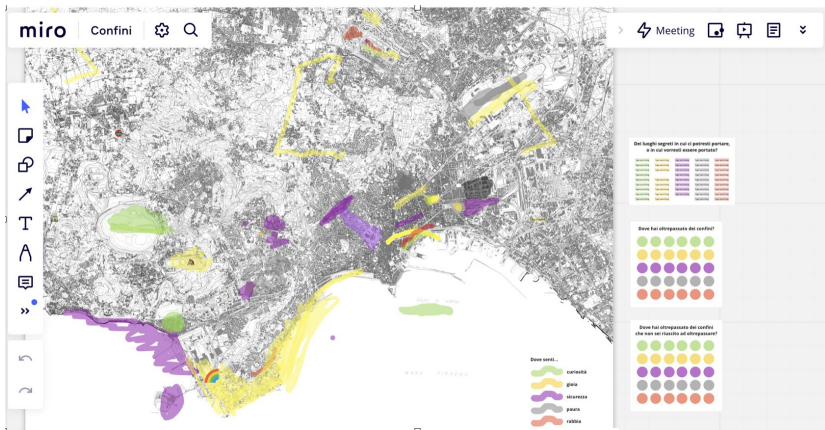 miro
Confini
Meeting
Dei luoghi segreti in cui ci potresti portare,
o in cui vorresti essere portato?
Dove hai oltrepassato dei confini?
Dove hai oltrepassato dei confini
che non sei riuscito ad oltrepassare?
Dove senti...
curiosità
gioia
sicurezza
paura
rabbia